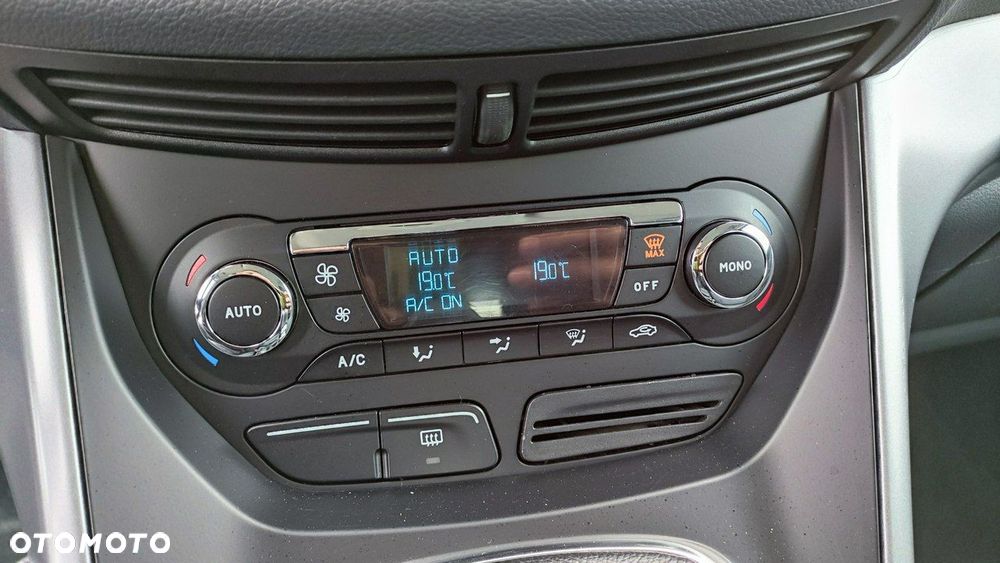 AUTO
AUTO
19.0°C
A/C ON
19.0°C
MAX
OFF
MONO
A/C
OTOMOTO